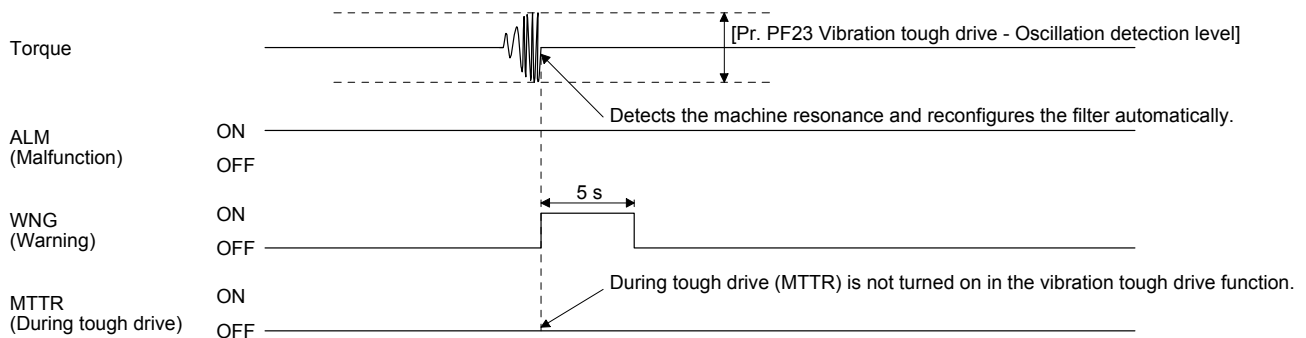 [Pr. PF23 Vibration tough drive - Oscillation detection level]
Torque
Detects the machine resonance and reconfigures the filter automatically.
ALM
(Malfunction)
ON
OFF
5 s
WNG
(Warning)
ON
OFF
During tough drive (MTTR) is not turned on in the vibration tough drive function.
MTTR
(During tough drive)
ON
OFF